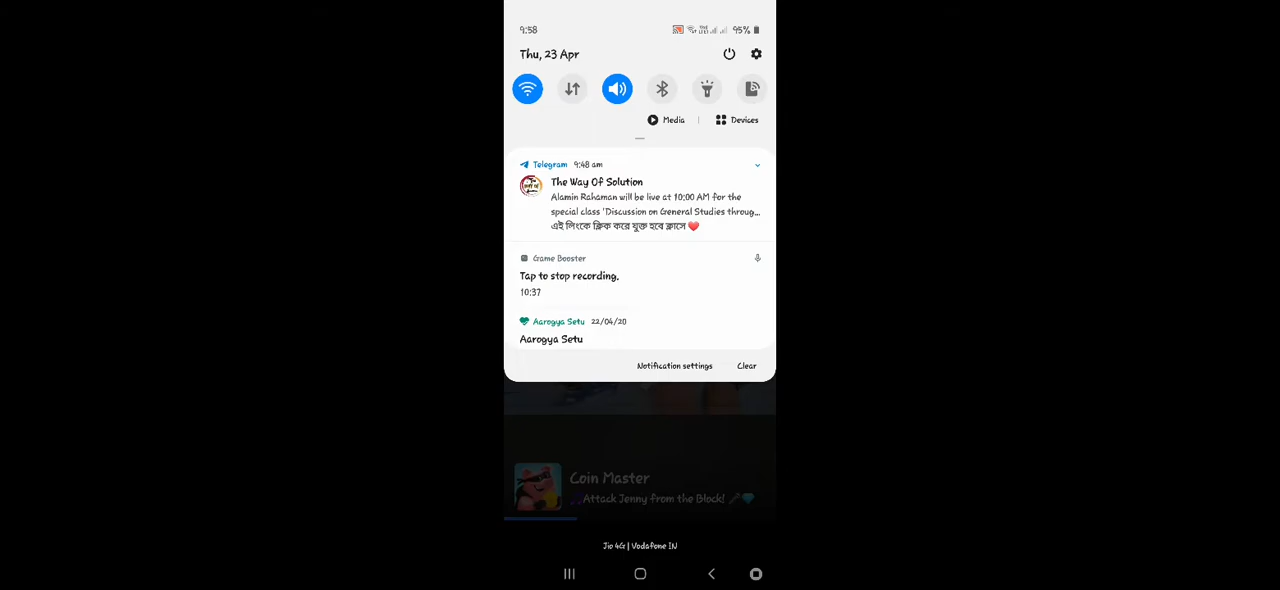 9:58
95%
Thu, 23 Apr
Media | Devices
Telegram 9:48 am
The Way Of Solution
Alamin Rahaman will be live at 10:00 AM for the
special class 'Discussion on General Studies throug...
এই লিংকে ক্লিক করে যুক্ত হবে ক্লাসে ❤️
Game Booster
Tap to stop recording.
10:37
Aarogya Setu 22/04/20
Aarogya Setu
Notification settings Clear
Coin Master
Attack Jenny from the Block! 🎤💎
Jio 4G | Vodafone IN